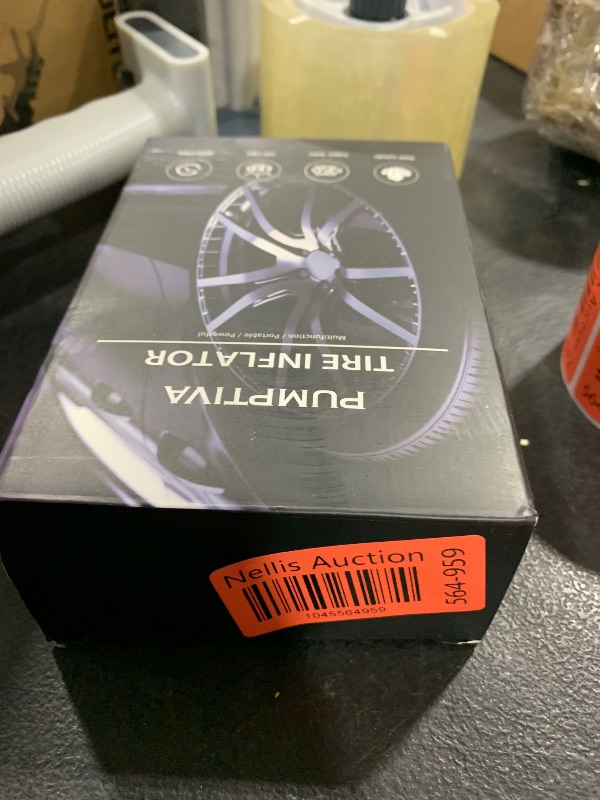 PUMPTIVA
TIRE INFLATOR
Multifunction / Portable / Powerful
Nellis Auction
1045564959
564-959